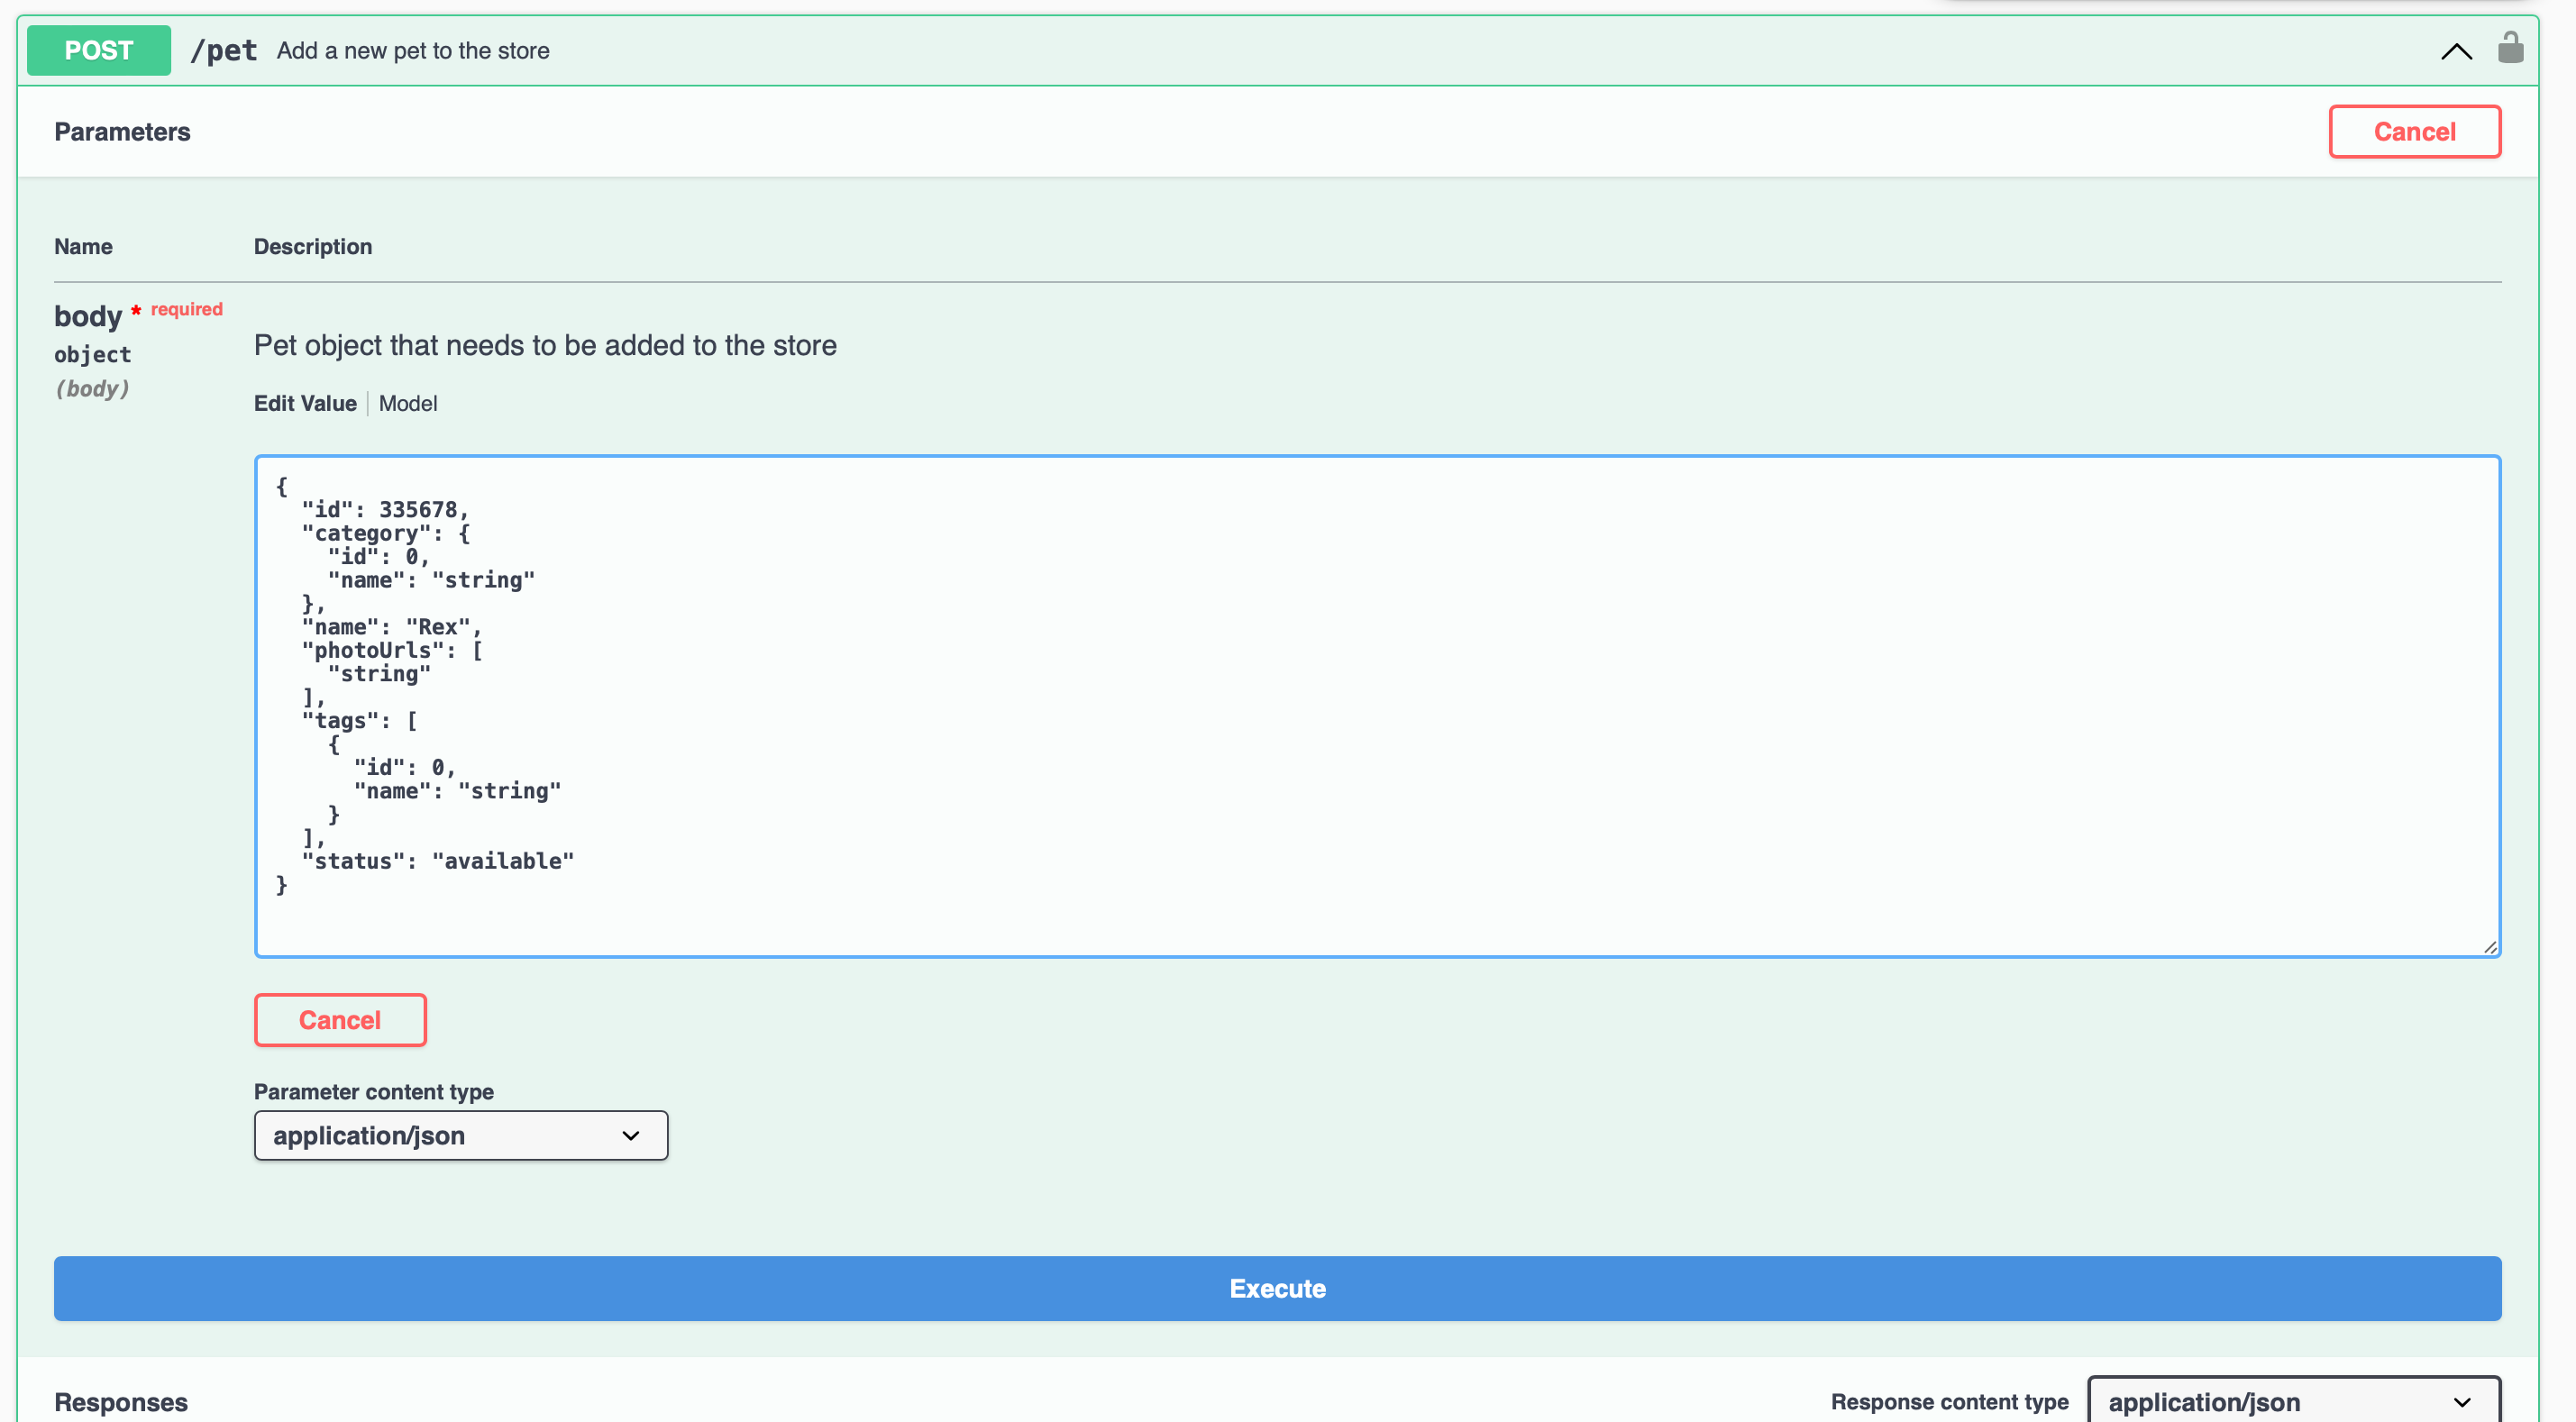 POST /pet Add a new pet to the store
Parameters Cancel
Name Description
body * required
object
(body)
Pet object that needs to be added to the store
Edit Value Model
{
  "id": 335678,
  "category": {
    "id": 0,
    "name": "string"
  },
  "name": "Rex",
  "photoUrls": [
    "string"
  ],
  "tags": [
    {
      "id": 0,
      "name": "string"
    }
  ],
  "status": "available"
}
Cancel
Parameter content type
application/json
Execute
Responses Response content type application/json